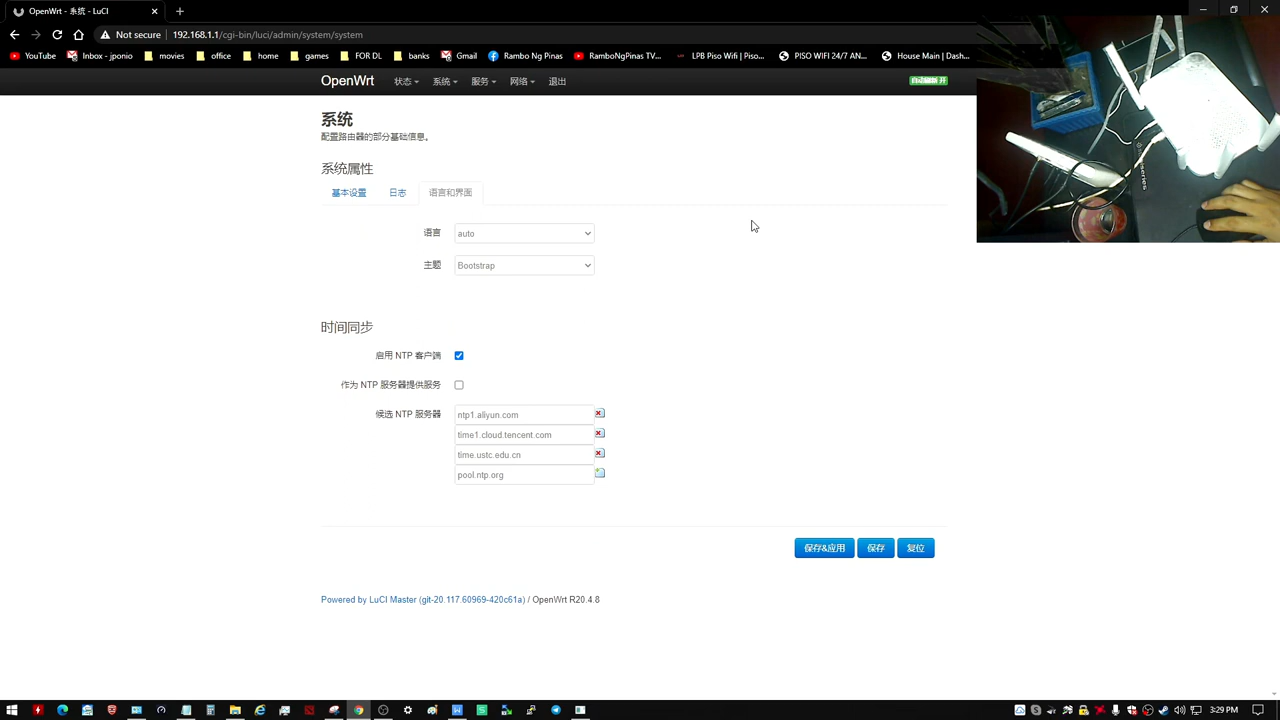 OpenWrt - 系统 - LuCI
Not secure 192.168.1.1/cgi-bin/luci/admin/system/system
YouTube Inbox - jponio movies office home games FOR DL banks Gmail Rambo Ng Pinas RamboNgPinas TV... LPB Piso Wifi | Piso... PISO WIFI 24/7 AN... House Main | Dash...
OpenWrt 状态 系统 服务 网络 退出 自动刷新 开
系统
配置路由器的部分基础信息。
系统属性
基本设置 日志 语言和界面
语言 auto
主题 Bootstrap
时间同步
启用 NTP 客户端
作为 NTP 服务器提供服务
候选 NTP 服务器 ntp1.aliyun.com
time1.cloud.tencent.com
time.ustc.edu.cn
pool.ntp.org
保存&应用 保存 复位
Powered by LuCI Master (git-20.117.60969-420c61a) / OpenWrt R20.4.8
3:29 PM